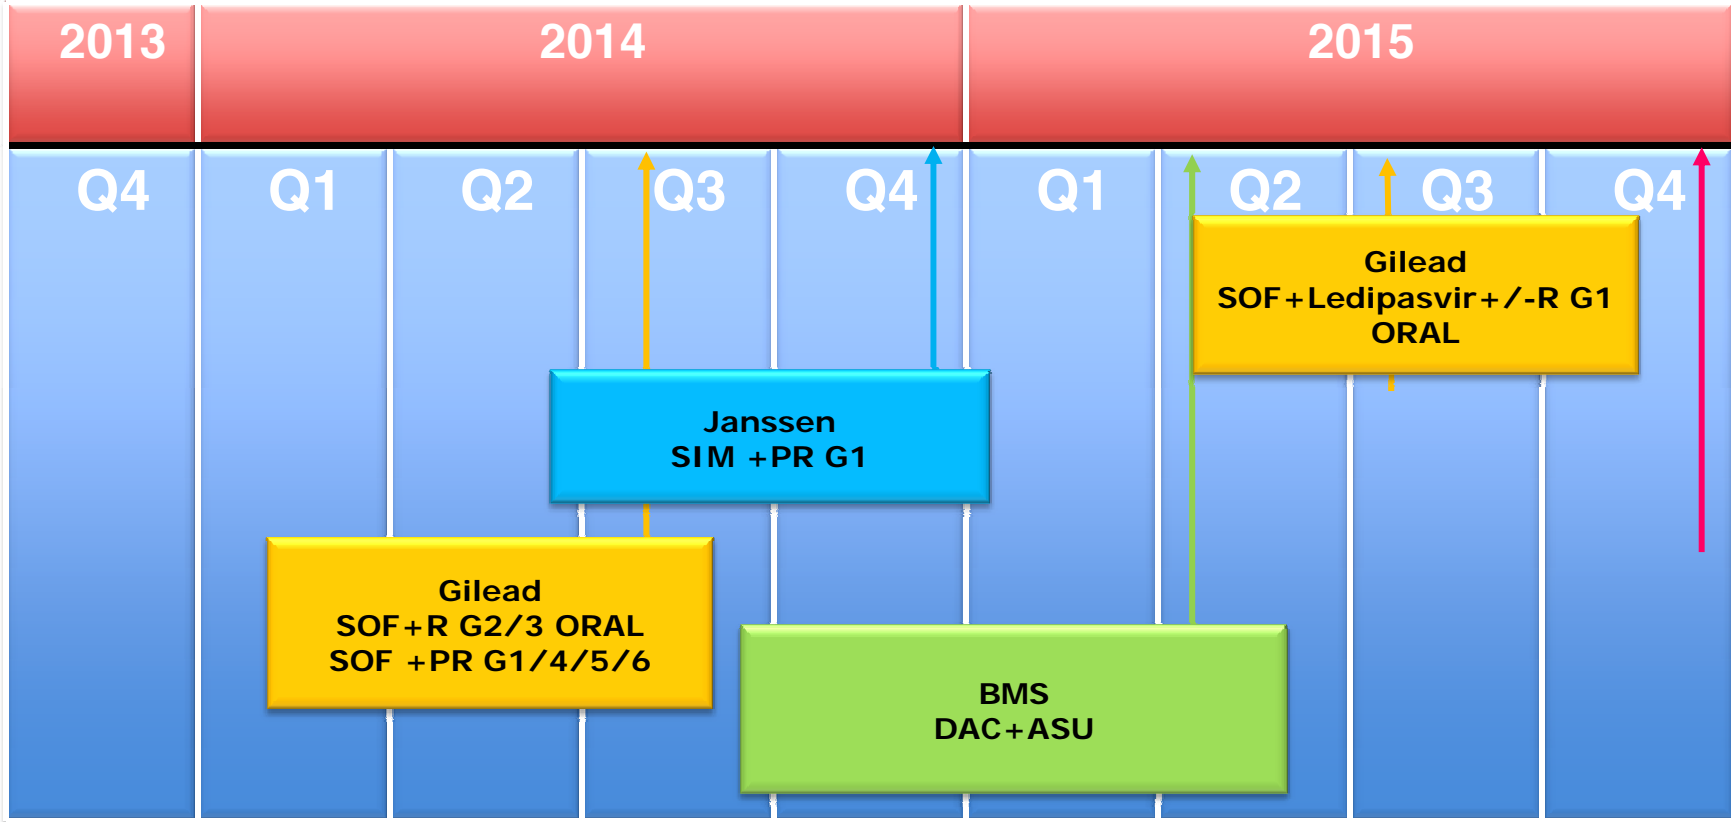 2013 2014 2015
Q4 Q1 Q2 Q3 Q4 Q1 Q2 Q3 Q4
Gilead
SOF+Ledipasvir+/-R G1
ORAL
Janssen
SIM +PR G1
Gilead
SOF+R G2/3 ORAL
SOF +PR G1/4/5/6
BMS
DAC+ASU